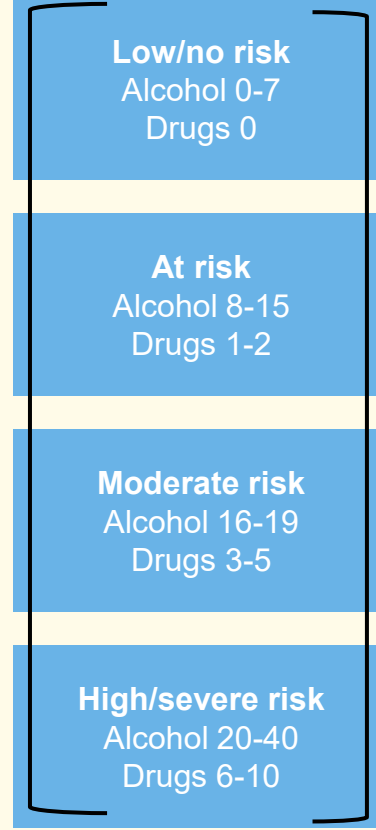 Low/no risk
Alcohol 0-7
Drugs 0
At risk
Alcohol 8-15
Drugs 1-2
Moderate risk
Alcohol 16-19
Drugs 3-5
High/severe risk
Alcohol 20-40
Drugs 6-10